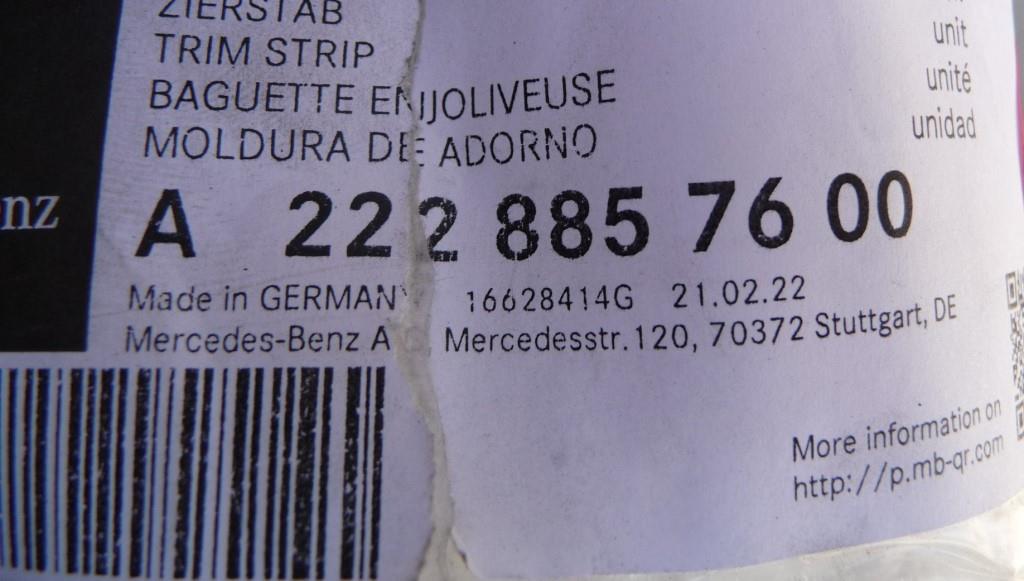 ZIERSTAB
TRIM STRIP
BAGUETTE ENJOLIVEUSE
MOLDURA DE ADORNO
unit
unité
unidad
nz
A 222 885 76 00
Made in GERMANY 16628414G 21.02.22
Mercedes-Benz AG Mercedesstr.120, 70372 Stuttgart, DE
More information on
http://p.mb-qr.com